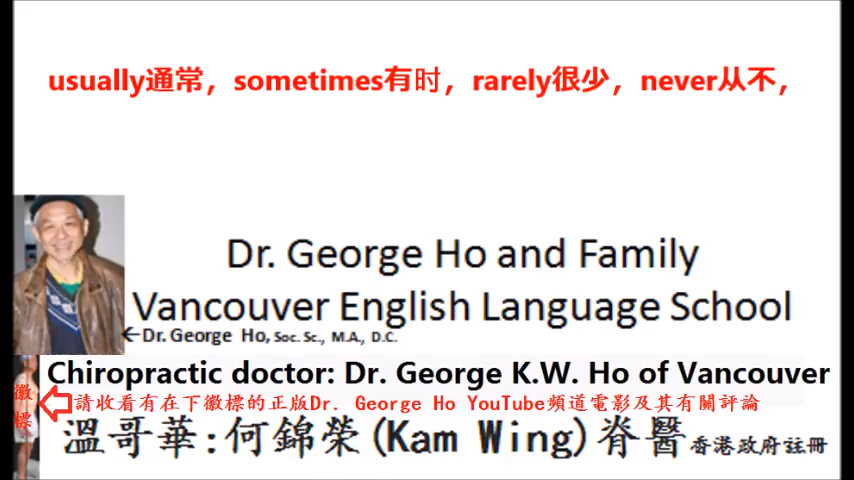 usually通常，sometimes有时，rarely很少，never从不，
Dr. George Ho and Family
Vancouver English Language School
←Dr. George Ho, Soc. Sc., M.A., D.C.
Chiropractic doctor: Dr. George K.W. Ho of Vancouver
徽標
請收看有在下徽標的正版Dr. George Ho YouTube頻道電影及其有關評論
溫哥華:何錦榮(Kam Wing)脊醫香港政府註冊